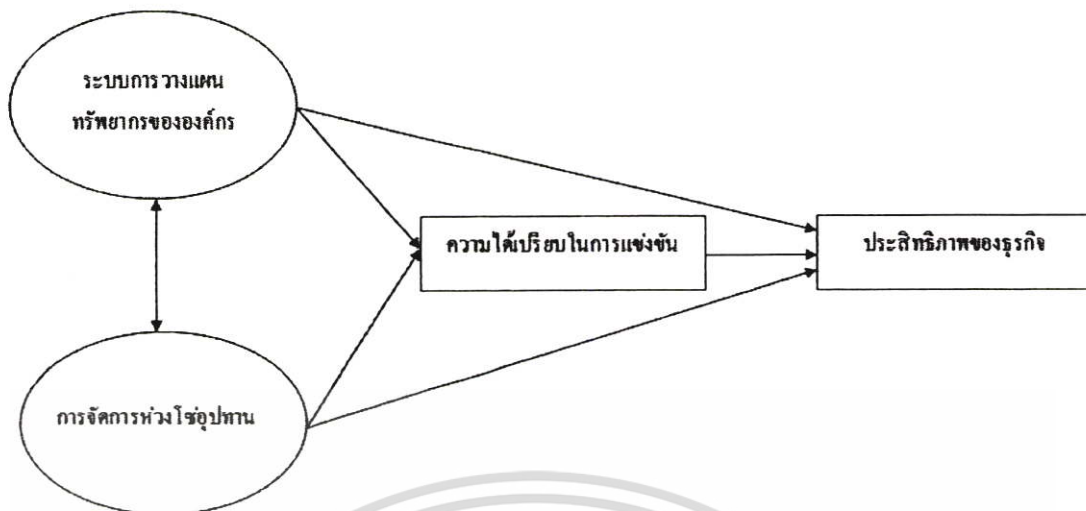 ระบบการวางแผน
ทรัพยากรขององค์กร
ความได้เปรียบในการแข่งขัน
ประสิทธิภาพของธุรกิจ
การจัดการห่วงโซ่อุปทาน